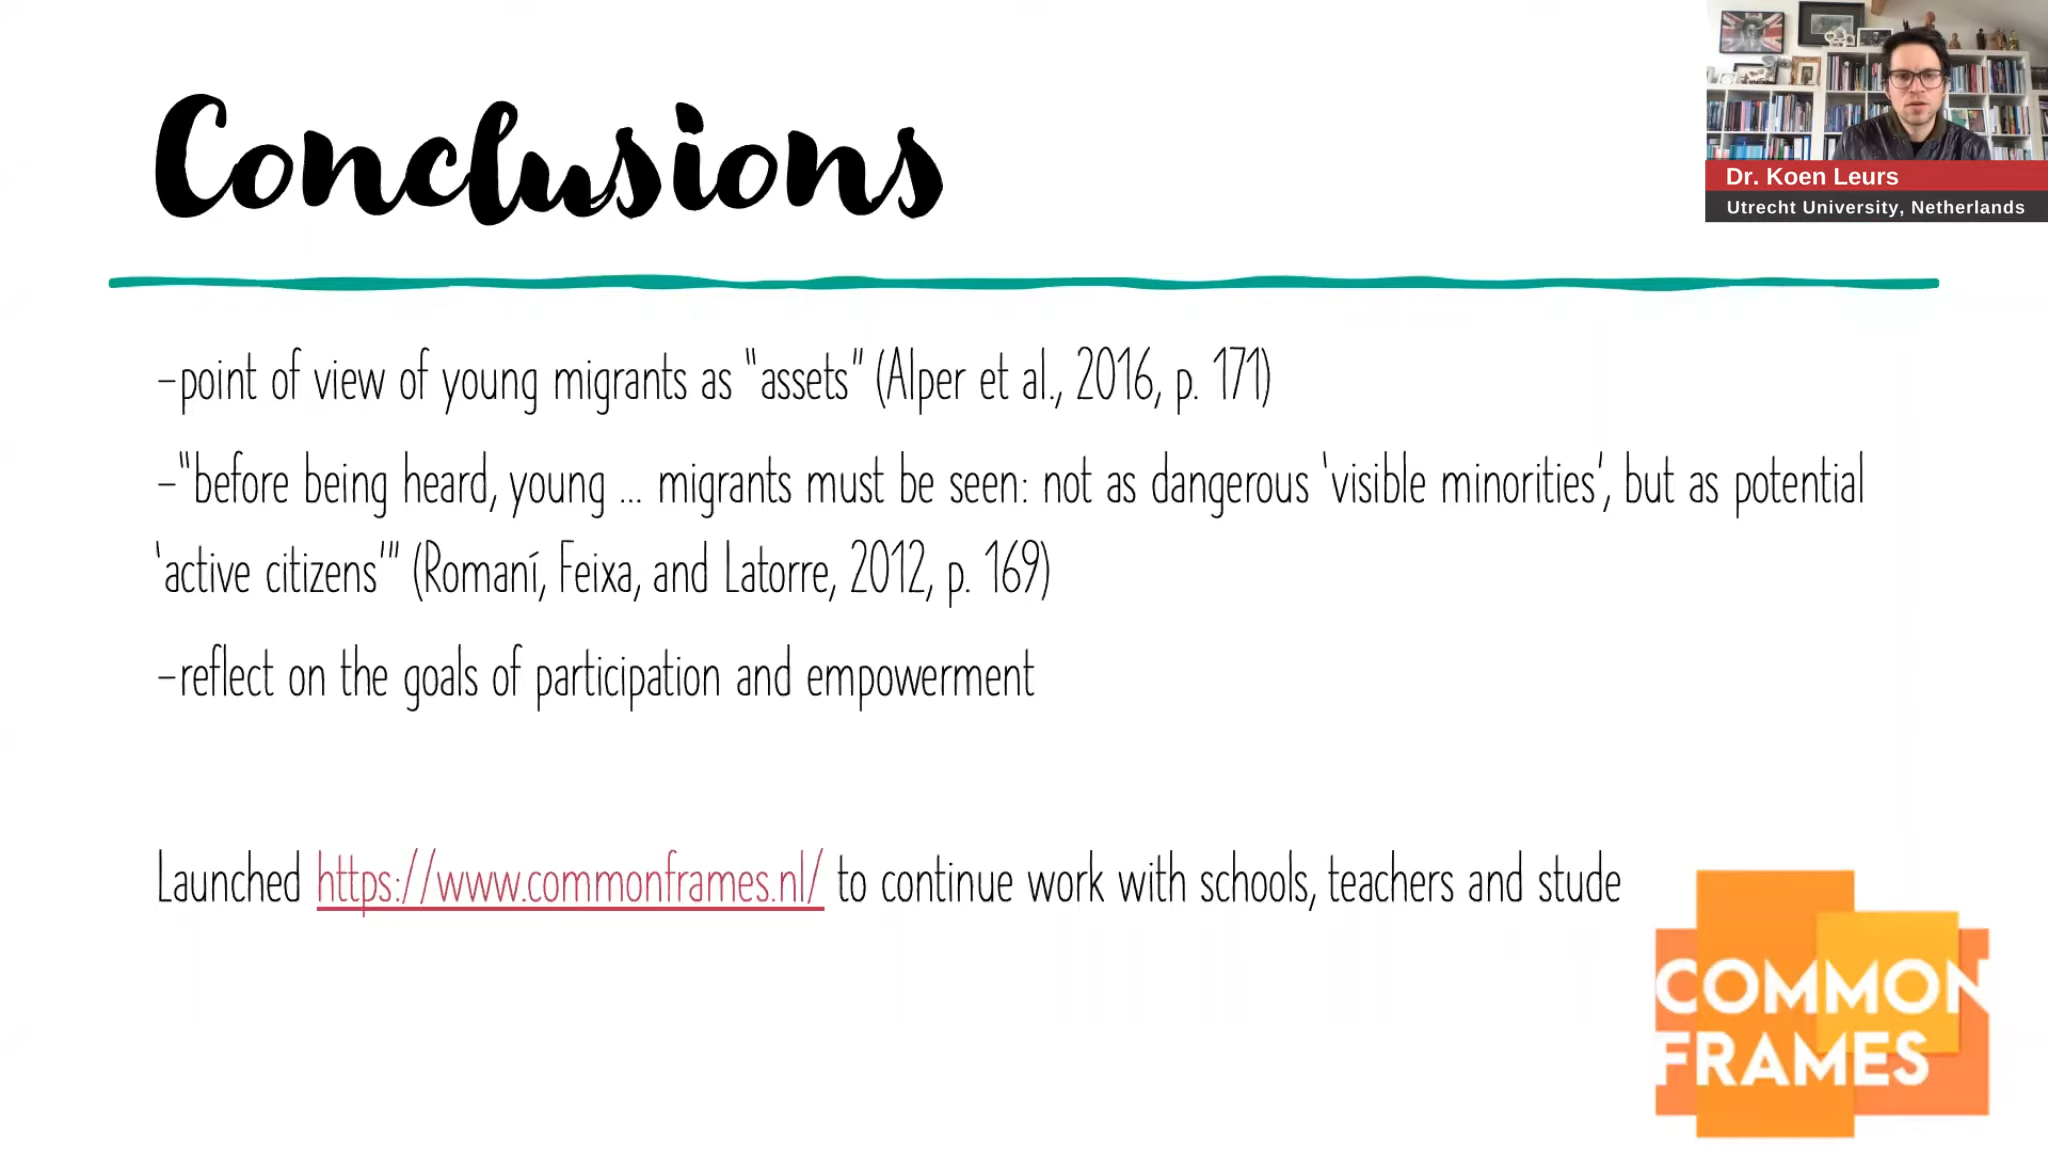 Conclusions
Dr. Koen Leurs
Utrecht University, Netherlands
-point of view of young migrants as "assets" (Alper et al., 2016, p. 171)
-"before being heard, young ... migrants must be seen: not as dangerous 'visible minorities', but as potential
'active citizens'" (Romaní, Feixa, and Latorre, 2012, p. 169)
-reflect on the goals of participation and empowerment
Launched https://www.commonframes.nl/ to continue work with schools, teachers and stude
COMMON
FRAMES